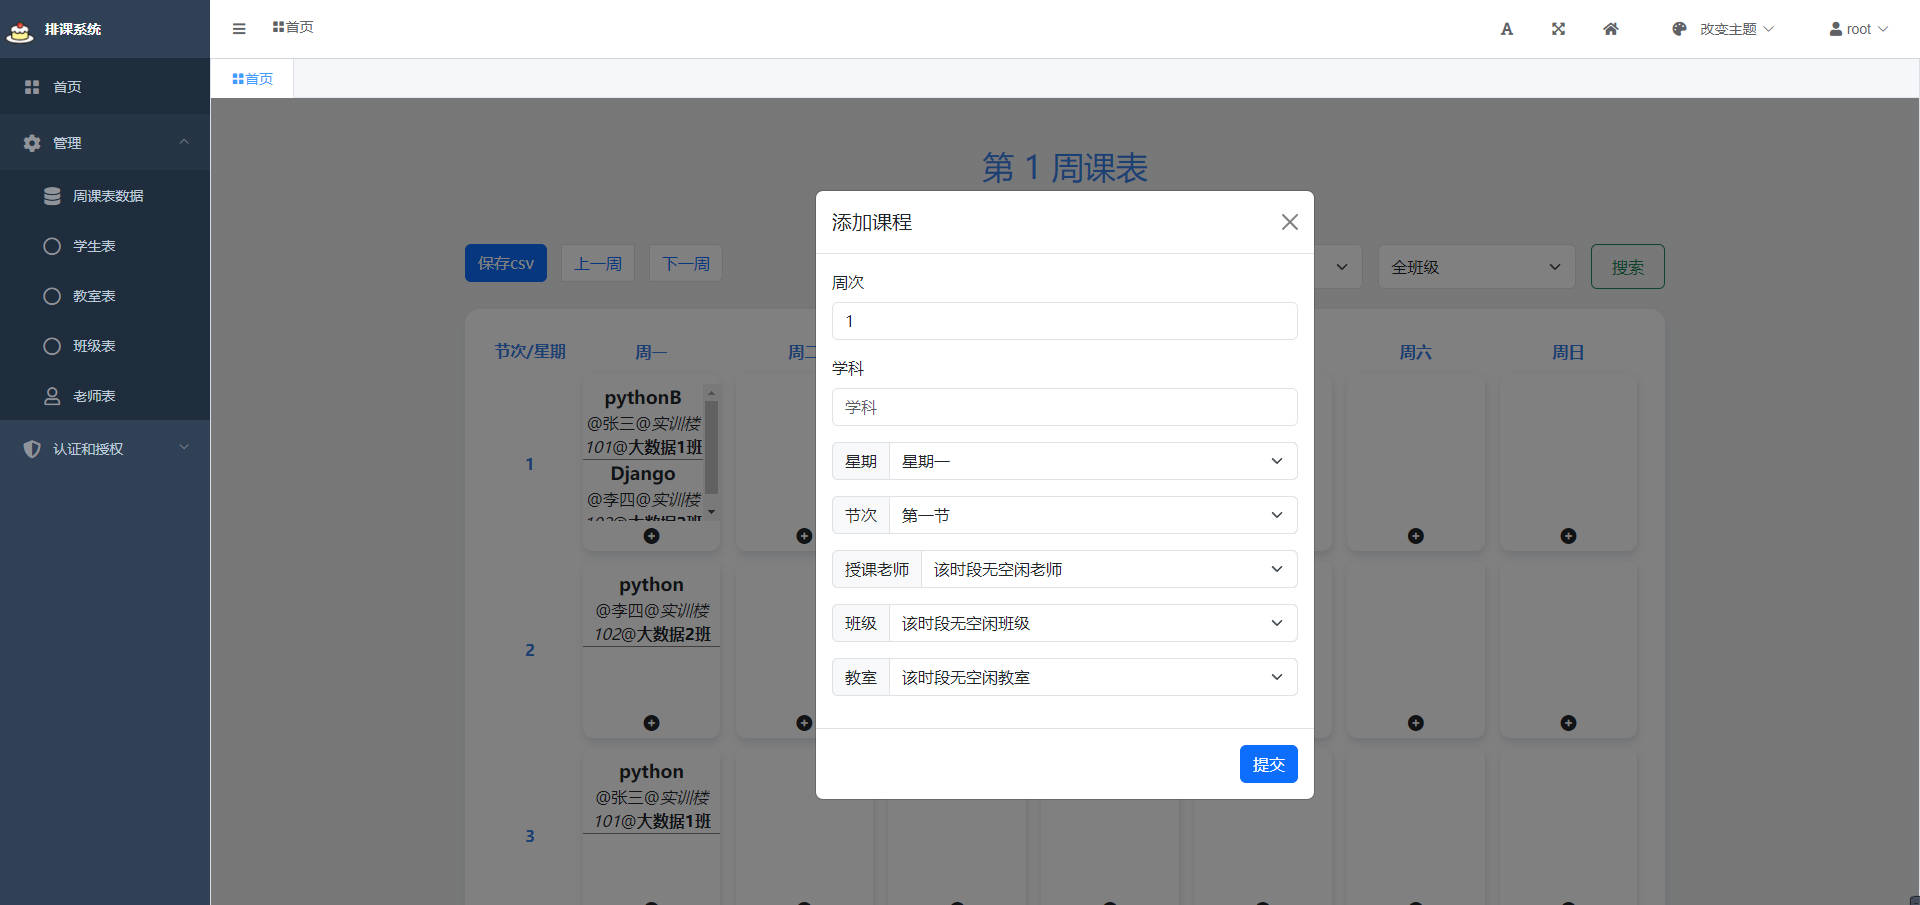 排课系统
首页
改变主题
root
首页
管理
周课表数据
学生表
教室表
班级表
老师表
认证和授权
首页
第 1 周课表
保存csv
上一周
下一周
全班级
搜索
节次/星期
周一
周二
周六
周日
1
pythonB
@张三@实训楼
101@大数据1班
Django
@李四@实训楼
102@大数据2班
2
python
@李四@实训楼
102@大数据2班
3
python
@张三@实训楼
101@大数据1班
添加课程
周次
1
学科
学科
星期 星期一
节次 第一节
授课老师 该时段无空闲老师
班级 该时段无空闲班级
教室 该时段无空闲教室
提交